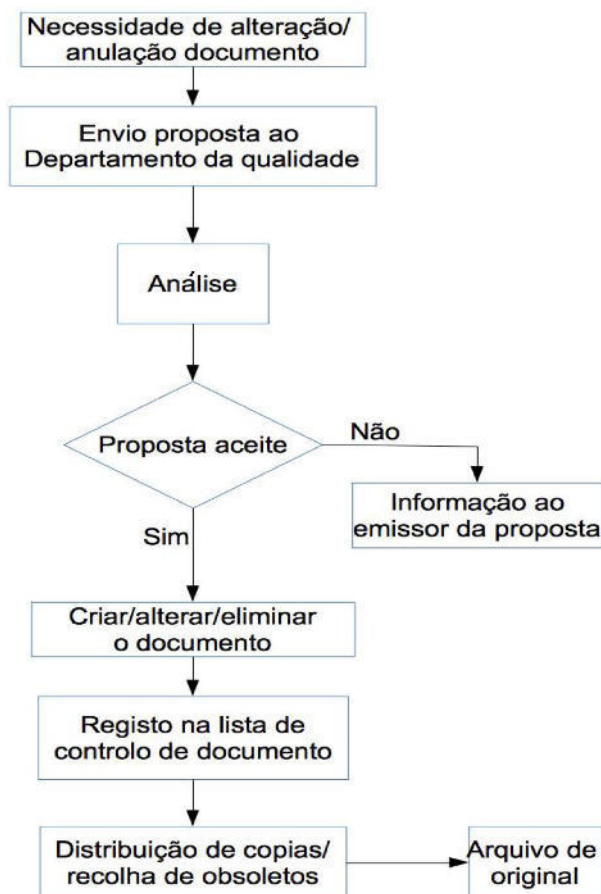 Necessidade de alteração/
anulação documento
Envio proposta ao
Departamento da qualidade
Análise
Proposta aceite
Não
Informação ao
emissor da proposta
Sim
Criar/alterar/eliminar
o documento
Registo na lista de
controlo de documento
Distribuição de copias/
recolha de obsoletos
Arquivo de
original